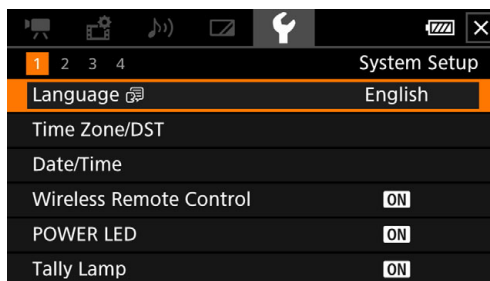 1 2 3 4 System Setup
Language English
Time Zone/DST
Date/Time
Wireless Remote Control ON
POWER LED ON
Tally Lamp ON